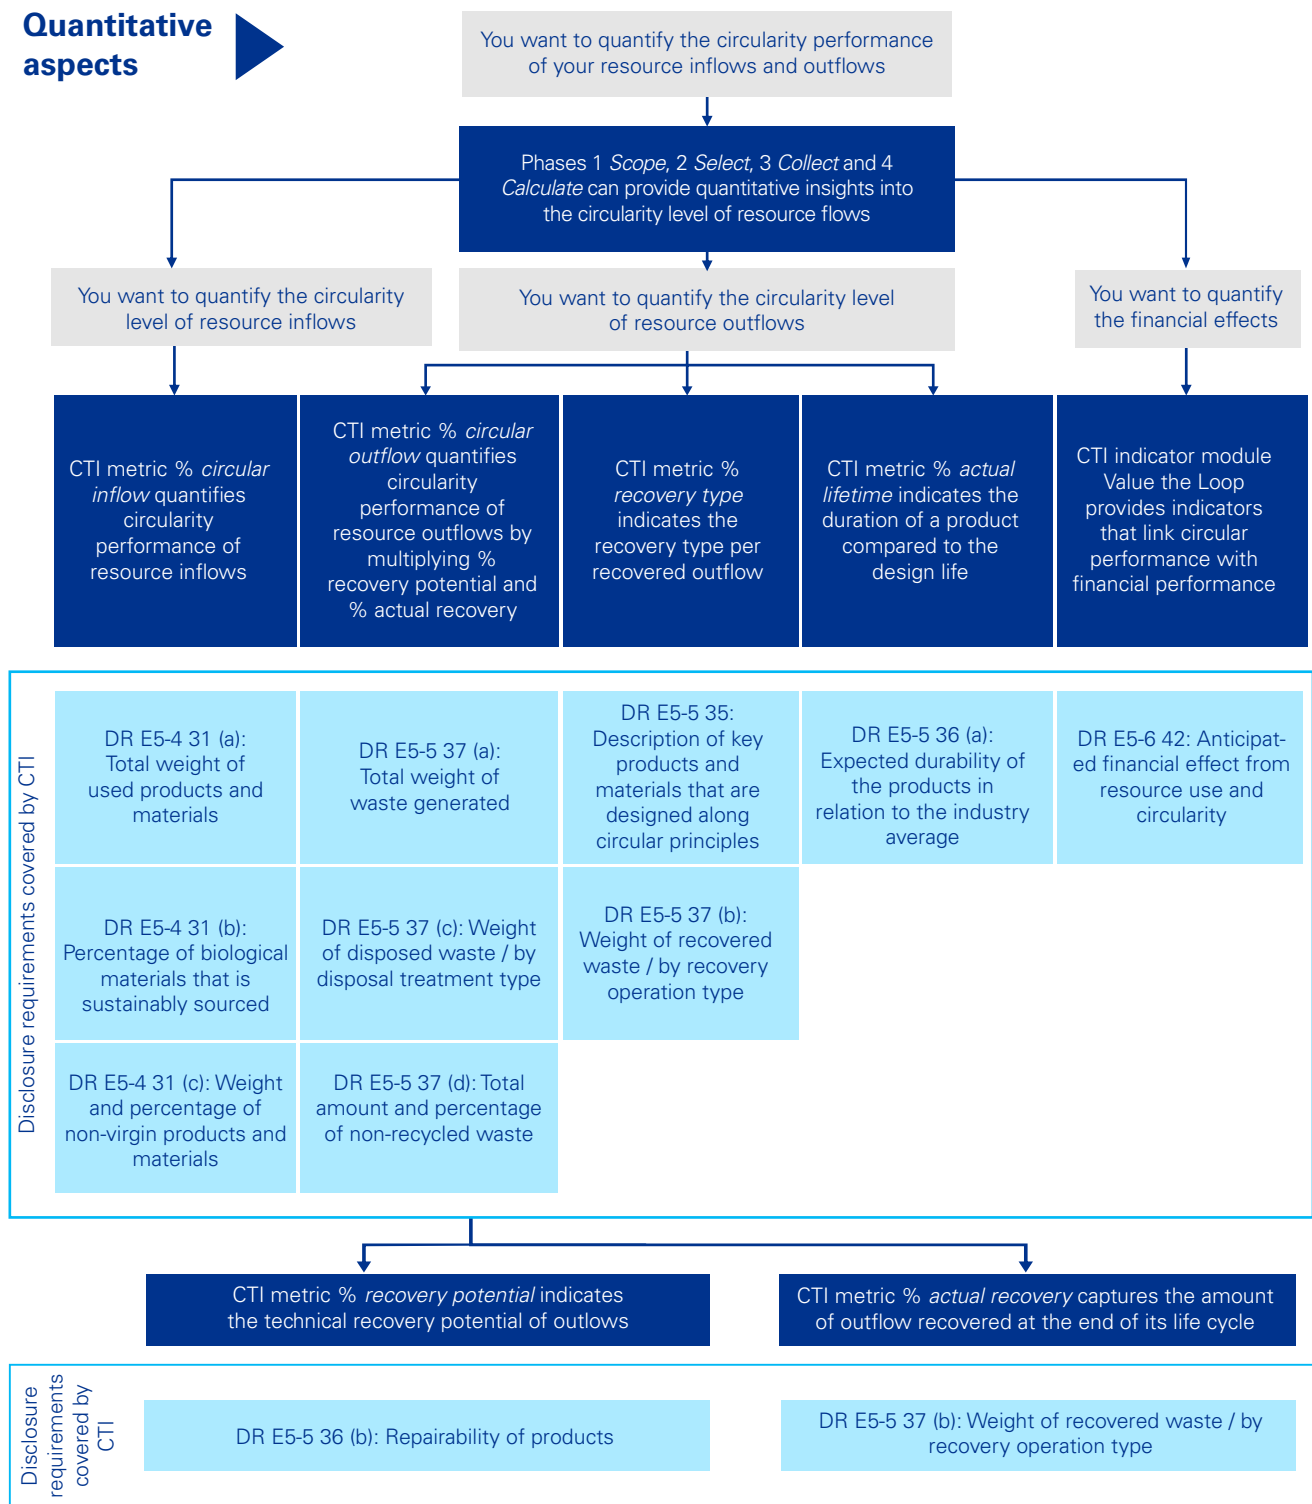 Quantitative
aspects
You want to quantify the circularity performance
of your resource inflows and outflows
Phases 1 Scope, 2 Select, 3 Collect and 4
Calculate can provide quantitative insights into
the circularity level of resource flows
You want to quantify the circularity
level of resource inflows
You want to quantify the circularity level
of resource outflows
You want to quantify
the financial effects
CTI metric % circular
inflow quantifies
circularity
performance of
resource inflows
CTI metric % circular
outflow quantifies
circularity
performance of
resource outflows by
multiplying %
recovery potential and
% actual recovery
CTI metric %
recovery type
indicates the
recovery type per
recovered outflow
CTI metric % actual
lifetime indicates the
duration of a product
compared to the
design life
CTI indicator module
Value the Loop
provides indicators
that link circular
performance with
financial performance
Disclosure requirements covered by CTI
DR E5-4 31 (a):
Total weight of
used products and
materials
DR E5-5 37 (a):
Total weight of
waste generated
DR E5-5 35:
Description of key
products and
materials that are
designed along
circular principles
DR E5-5 36 (a):
Expected durability of
the products in
relation to the industry
average
DR E5-6 42: Anticipat-
ed financial effect from
resource use and
circularity
DR E5-4 31 (b):
Percentage of biological
materials that is
sustainably sourced
DR E5-5 37 (c): Weight
of disposed waste / by
disposal treatment type
DR E5-5 37 (b):
Weight of recovered
waste / by recovery
operation type
DR E5-4 31 (c): Weight
and percentage of
non-virgin products and
materials
DR E5-5 37 (d): Total
amount and percentage
of non-recycled waste
CTI metric % recovery potential indicates
the technical recovery potential of outlows
CTI metric % actual recovery captures the amount
of outflow recovered at the end of its life cycle
Disclosure
requirements
covered by
CTI
DR E5-5 36 (b): Repairability of products
DR E5-5 37 (b): Weight of recovered waste / by
recovery operation type